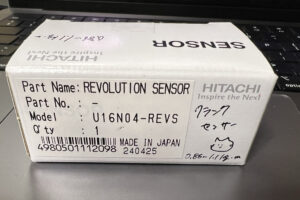 HITACHI
Inspire the Next
SENSOR
Part Name: REVOLUTION SENSOR
Part No. : -
Model : U16N04-REVS
Q'ty : 1
MADE IN JAPAN
4980501112098 240425
HITACHI
Inspire the Next
クランク
センサー